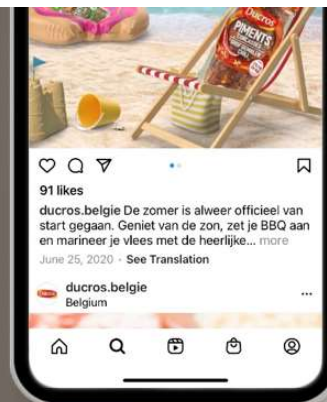 Ducros
PIMENTS
91 likes
ducros.belgie De zomer is alweer officieel van
start gegaan. Geniet van de zon, zet je BBQ aan
en marineer je vlees met de heerlijke... more
June 25, 2020 · See Translation
ducros.belgie
Belgium